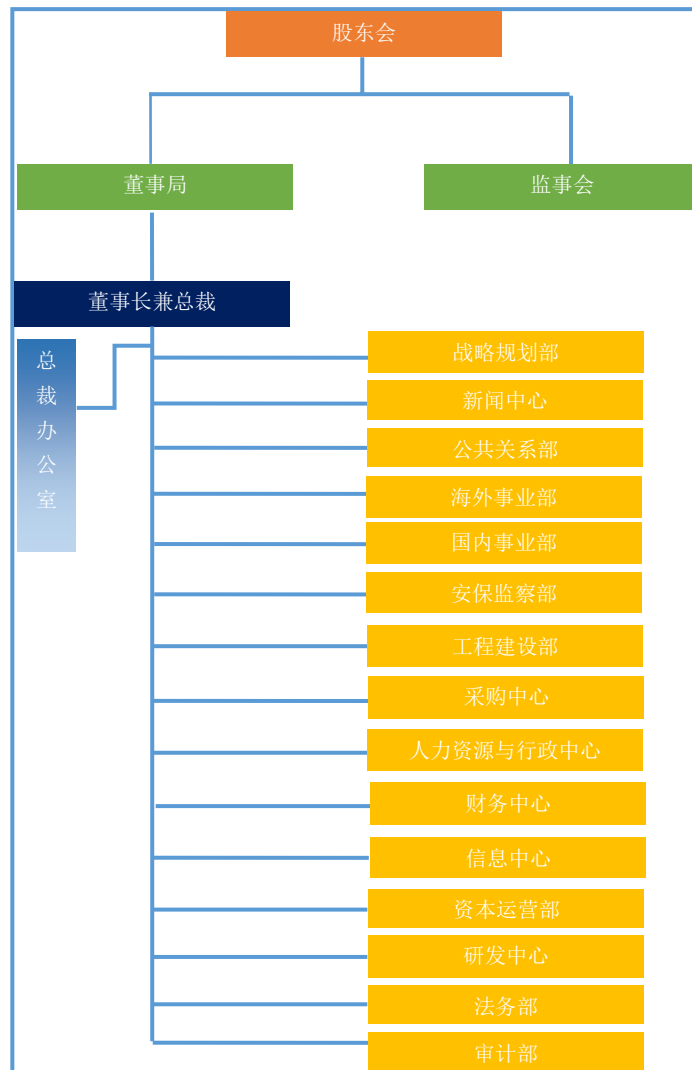 股东会
董事局
监事会
董事长兼总裁
总裁办公室
战略规划部
新闻中心
公共关系部
海外事业部
国内事业部
安保监察部
工程建设部
采购中心
人力资源与行政中心
财务中心
信息中心
资本运营部
研发中心
法务部
审计部